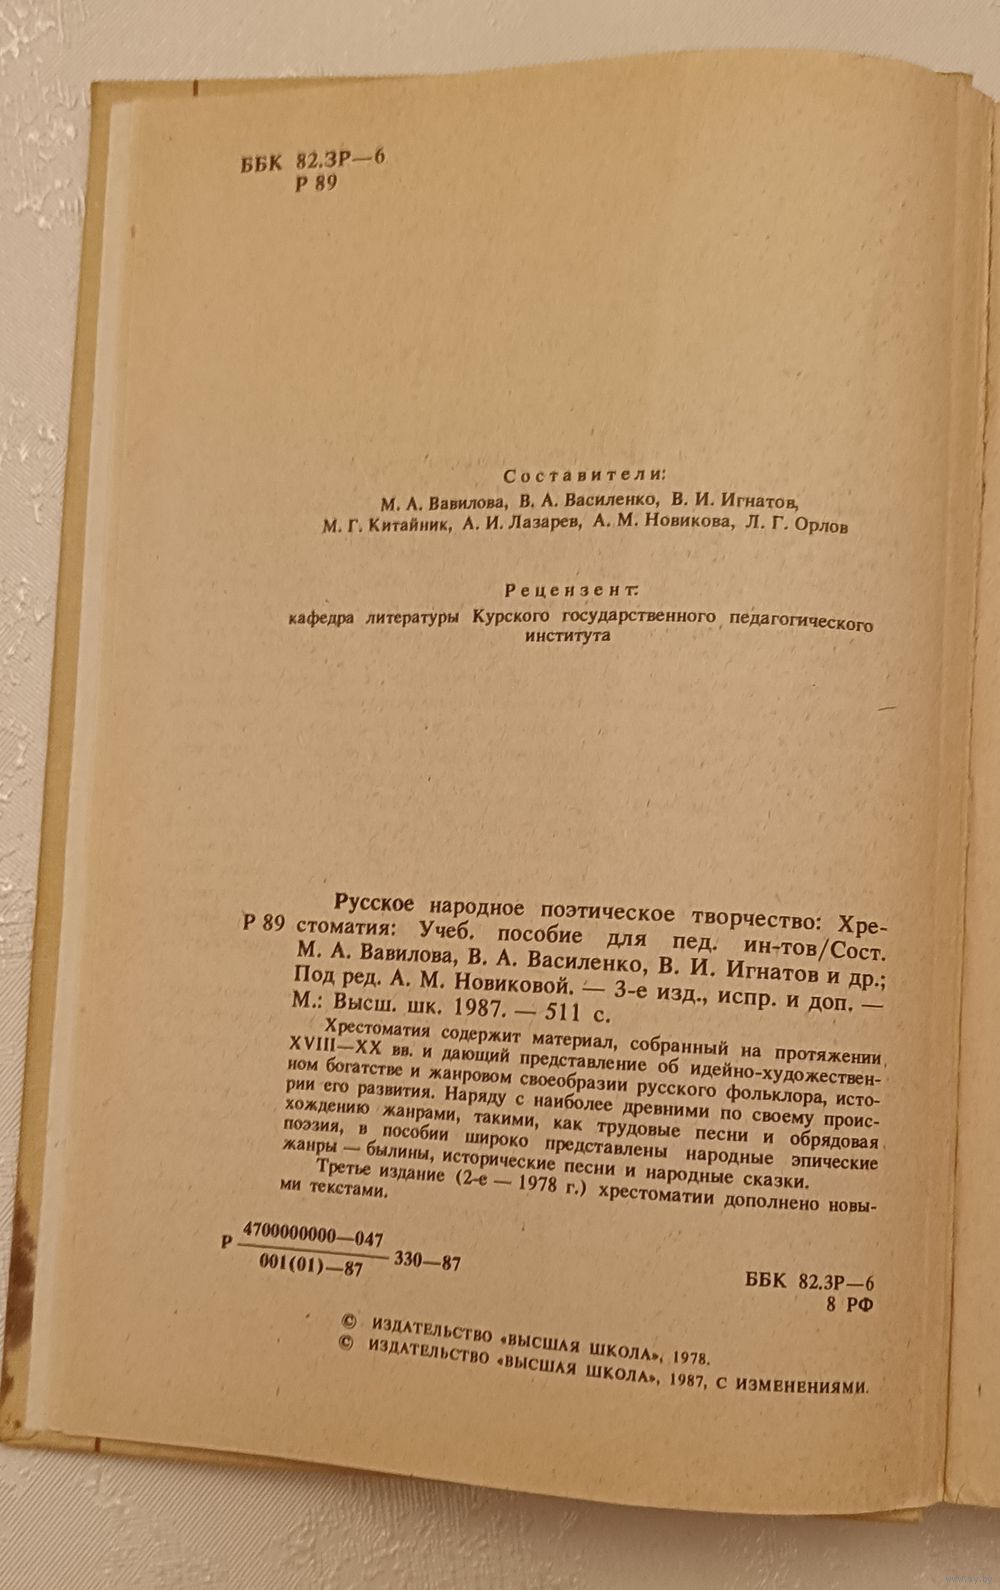 ББК 82.3Р—6
Р 89
Составители:
М. А. Вавилова, В. А. Василенко, В. И. Игнатов,
М. Г. Китайник, А. И. Лазарев, А. М. Новикова, Л. Г. Орлов
Рецензент:
кафедра литературы Курского государственного педагогического
института
Русское народное поэтическое творчество: Хре-
Р 89 стоматия: Учеб. пособие для пед. ин-тов/Сост.
М. А. Вавилова, В. А. Василенко, В. И. Игнатов и др.;
Под ред. А. М. Новиковой. — 3-е изд., испр. и доп. —
М.: Высш. шк. 1987. — 511 с.
Хрестоматия содержит материал, собранный на протяжении
XVIII—XX вв. и дающий представление об идейно-художествен-
ном богатстве и жанровом своеобразии русского фольклора, исто-
рии его развития. Наряду с наиболее древними по своему проис-
хождению жанрами, такими, как трудовые песни и обрядовая
поэзия, в пособии широко представлены народные эпические
жанры — былины, исторические песни и народные сказки.
Третье издание (2-е — 1978 г.) хрестоматии дополнено новы-
ми текстами.
4700000000—047
Р 330—87
001(01)—87
ББК 82.3Р—6
8 РФ
© ИЗДАТЕЛЬСТВО «ВЫСШАЯ ШКОЛА», 1978.
© ИЗДАТЕЛЬСТВО «ВЫСШАЯ ШКОЛА», 1987, С ИЗМЕНЕНИЯМИ.